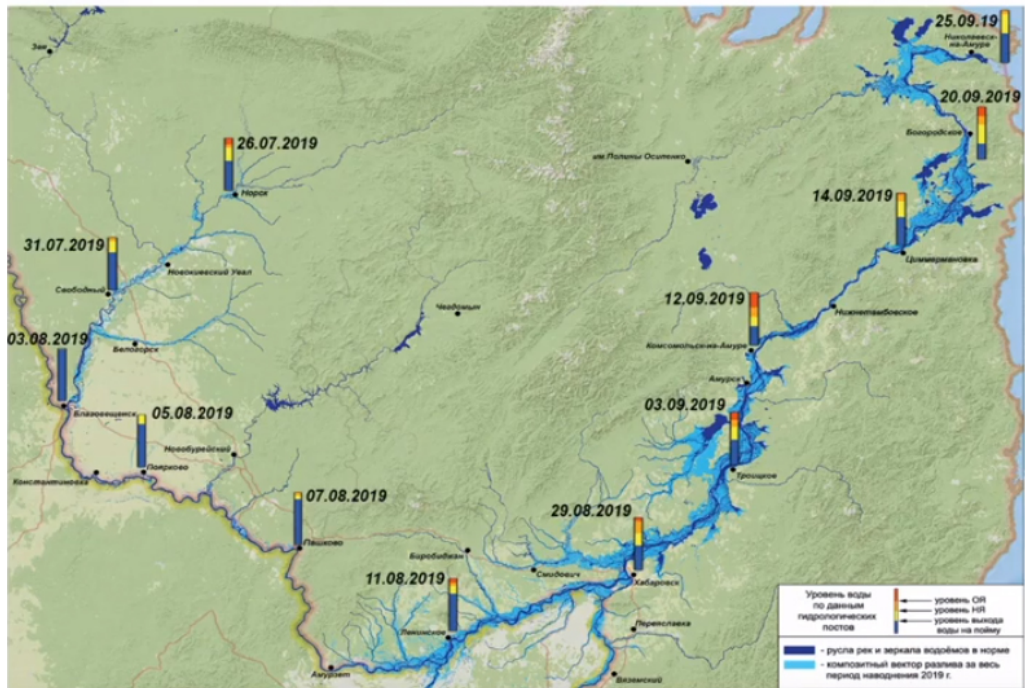 25.09.19
Николаевск-
на-Амуре
Зея
20.09.2019
Богородское
26.07.2019
им.Полины Осипенко
Норск
14.09.2019
31.07.2019
Циммермановка
Новокиевский Увал
Свободный
12.09.2019
Чегдомын
Нижнетамбовское
03.08.2019
Белогорск
Комсомольск-на-Амуре
Амурск
03.09.2019
05.08.2019
Благовещенск
Новобурейский
Поярково
Константиновка
Троицкое
07.08.2019
29.08.2019
Пашково
Биробиджан
Смидович
Хабаровск
11.08.2019
Переяславка
Ленинское
Амурзет
Вяземский
Уровень воды
по данным
гидрологических
постов
уровень ОЯ
уровень НЯ
уровень выхода
воды на пойму
- русла рек и зеркала водоёмов в норме
- композитный вектор разлива за весь
период наводнения 2019 г.